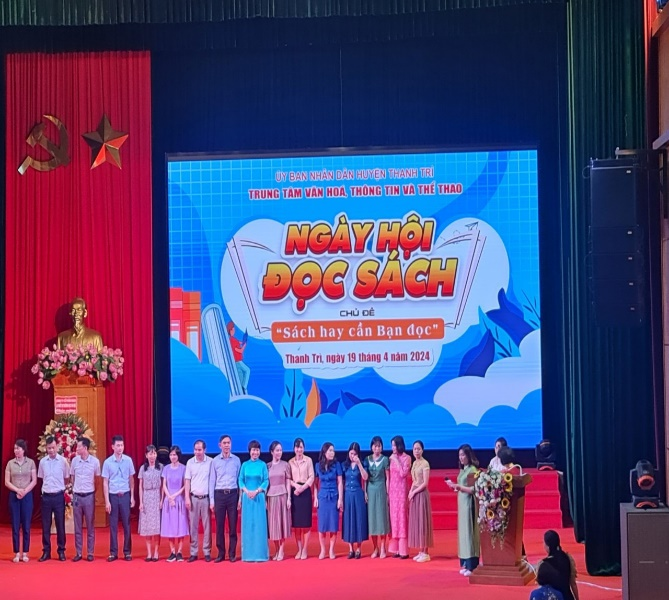 ỦY BAN NHÂN DÂN HUYỆN THANH TRÌ
TRUNG TÂM VĂN HOÁ, THÔNG TIN VÀ THỂ THAO
NGÀY HỘI
ĐỌC SÁCH
CHỦ ĐỀ
“Sách hay cần Bạn đọc”
Thanh Trì, ngày 19 tháng 4 năm 2024